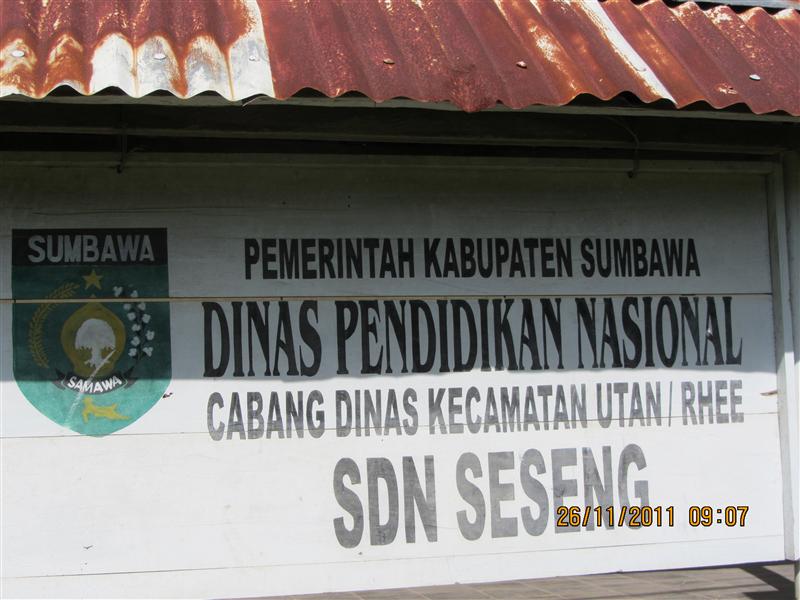 SUMBAWA
SAMAWA
PEMERINTAH KABUPATEN SUMBAWA
DINAS PENDIDIKAN NASIONAL
CABANG DINAS KECAMATAN UTAN / RHEE
SDN SESENG
26/11/2011 09:07